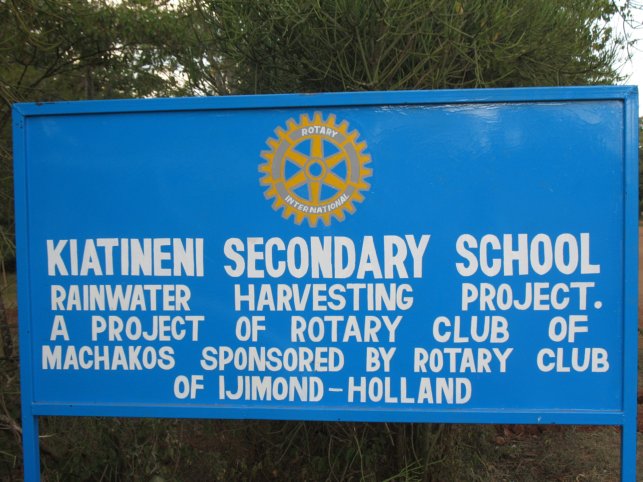 ROTARY
INTERNATIONAL
KIATINENI SECONDARY SCHOOL
RAINWATER HARVESTING PROJECT.
A PROJECT OF ROTARY CLUB OF
MACHAKOS SPONSORED BY ROTARY CLUB
OF IJIMOND-HOLLAND